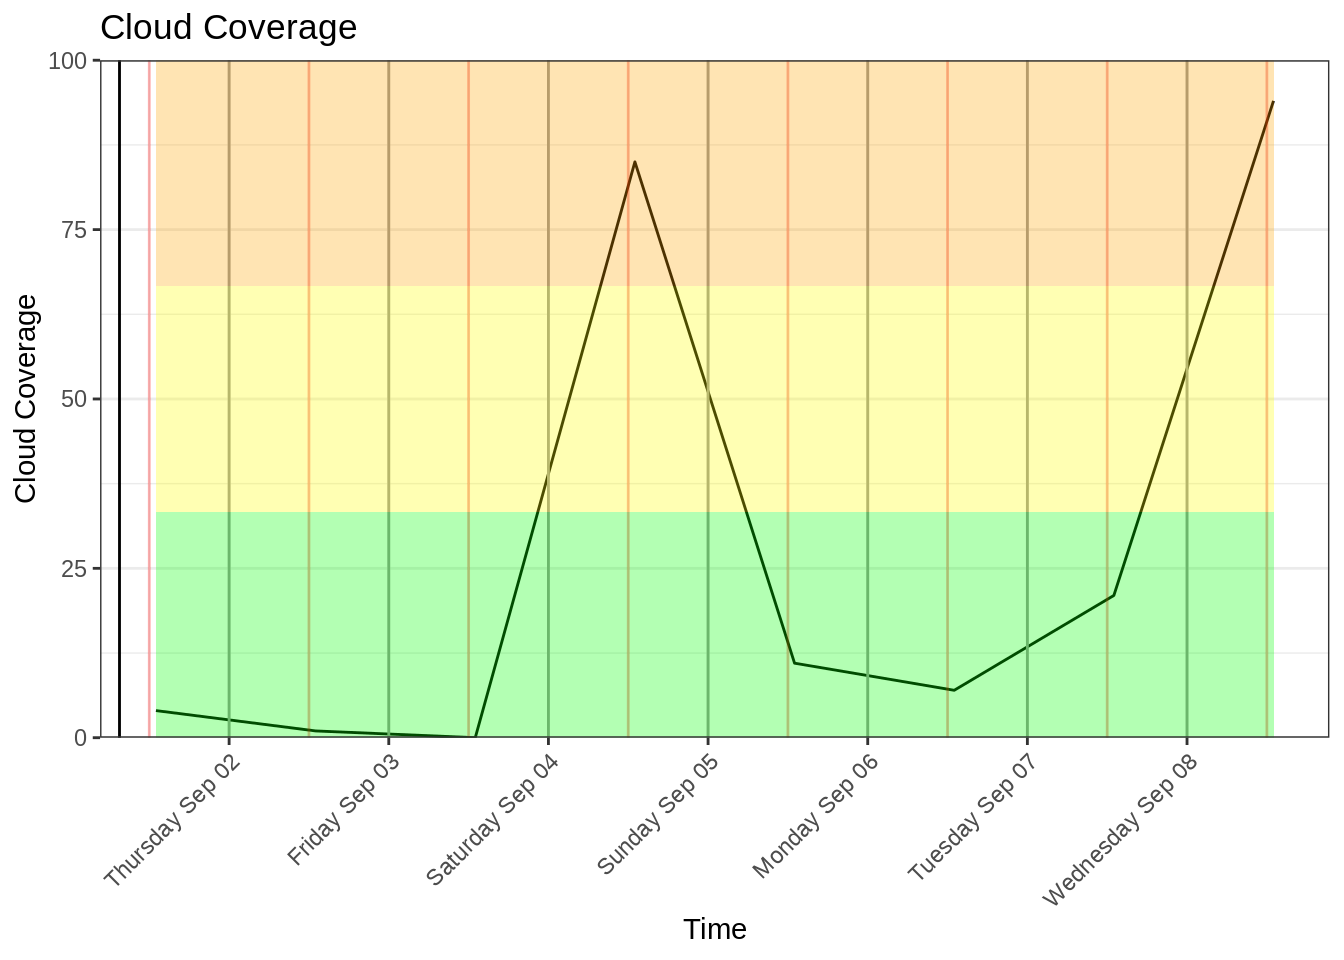 Cloud Coverage
100
75
50
25
0
Cloud Coverage
Thursday Sep 02
Friday Sep 03
Saturday Sep 04
Sunday Sep 05
Monday Sep 06
Tuesday Sep 07
Wednesday Sep 08
Time